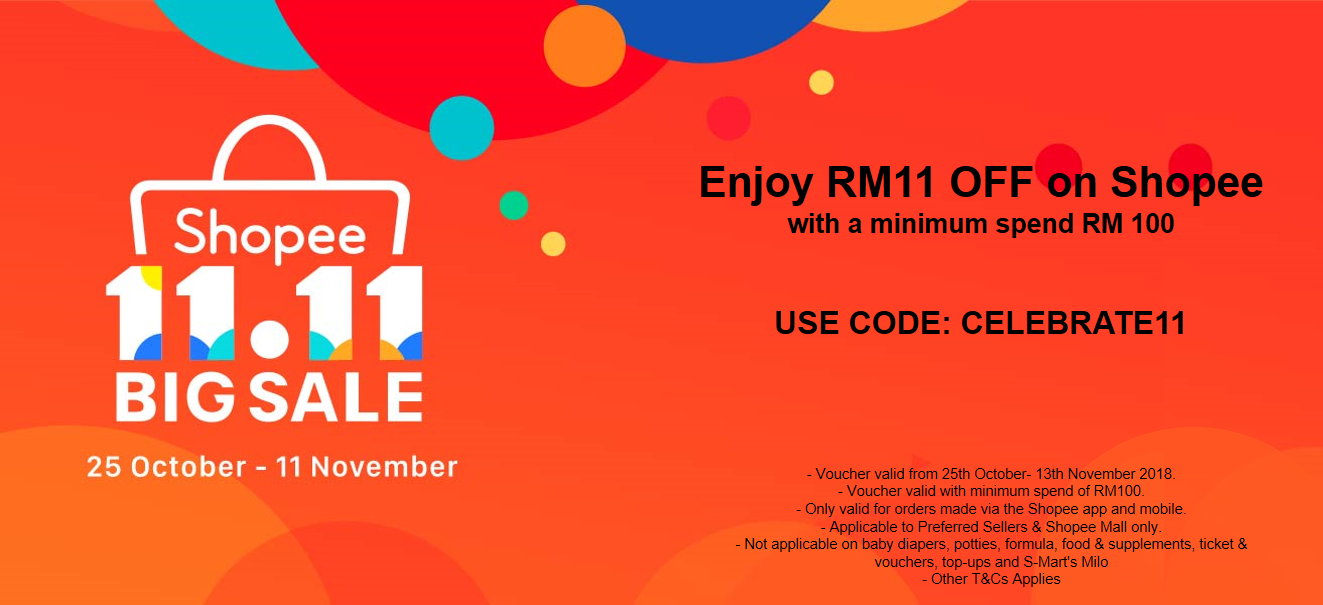 Shopee
11.11
BIG SALE
25 October - 11 November
Enjoy RM11 OFF on Shopee
with a minimum spend RM 100
USE CODE: CELEBRATE11
- Voucher valid from 25th October- 13th November 2018.
- Voucher valid with minimum spend of RM100.
- Only valid for orders made via the Shopee app and mobile.
- Applicable to Preferred Sellers & Shopee Mall only.
- Not applicable on baby diapers, potties, formula, food & supplements, ticket &
vouchers, top-ups and S-Mart's Milo
- Other T&Cs Applies